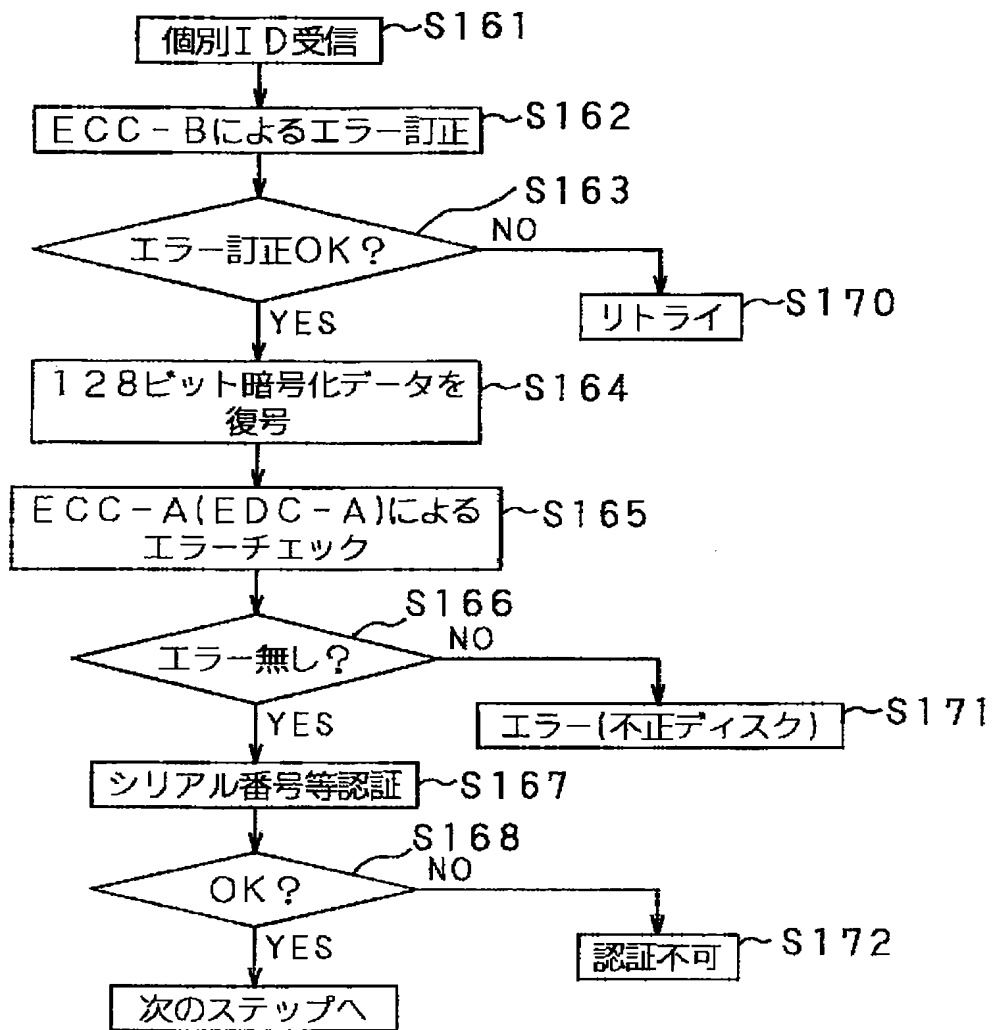 個別ＩＤ受信
S161
ＥＣＣ－Ｂによるエラー訂正
S162
S163
エラー訂正OK？
NO
YES
リトライ
S170
１２８ビット暗号化データを
復号
S164
ＥＣＣ－Ａ(ＥＤＣ－Ａ)による
エラーチェック
S165
S166
エラー無し？
NO
YES
エラー(不正ディスク)
S171
シリアル番号等認証
S167
S168
OK？
NO
YES
認証不可
S172
次のステップへ